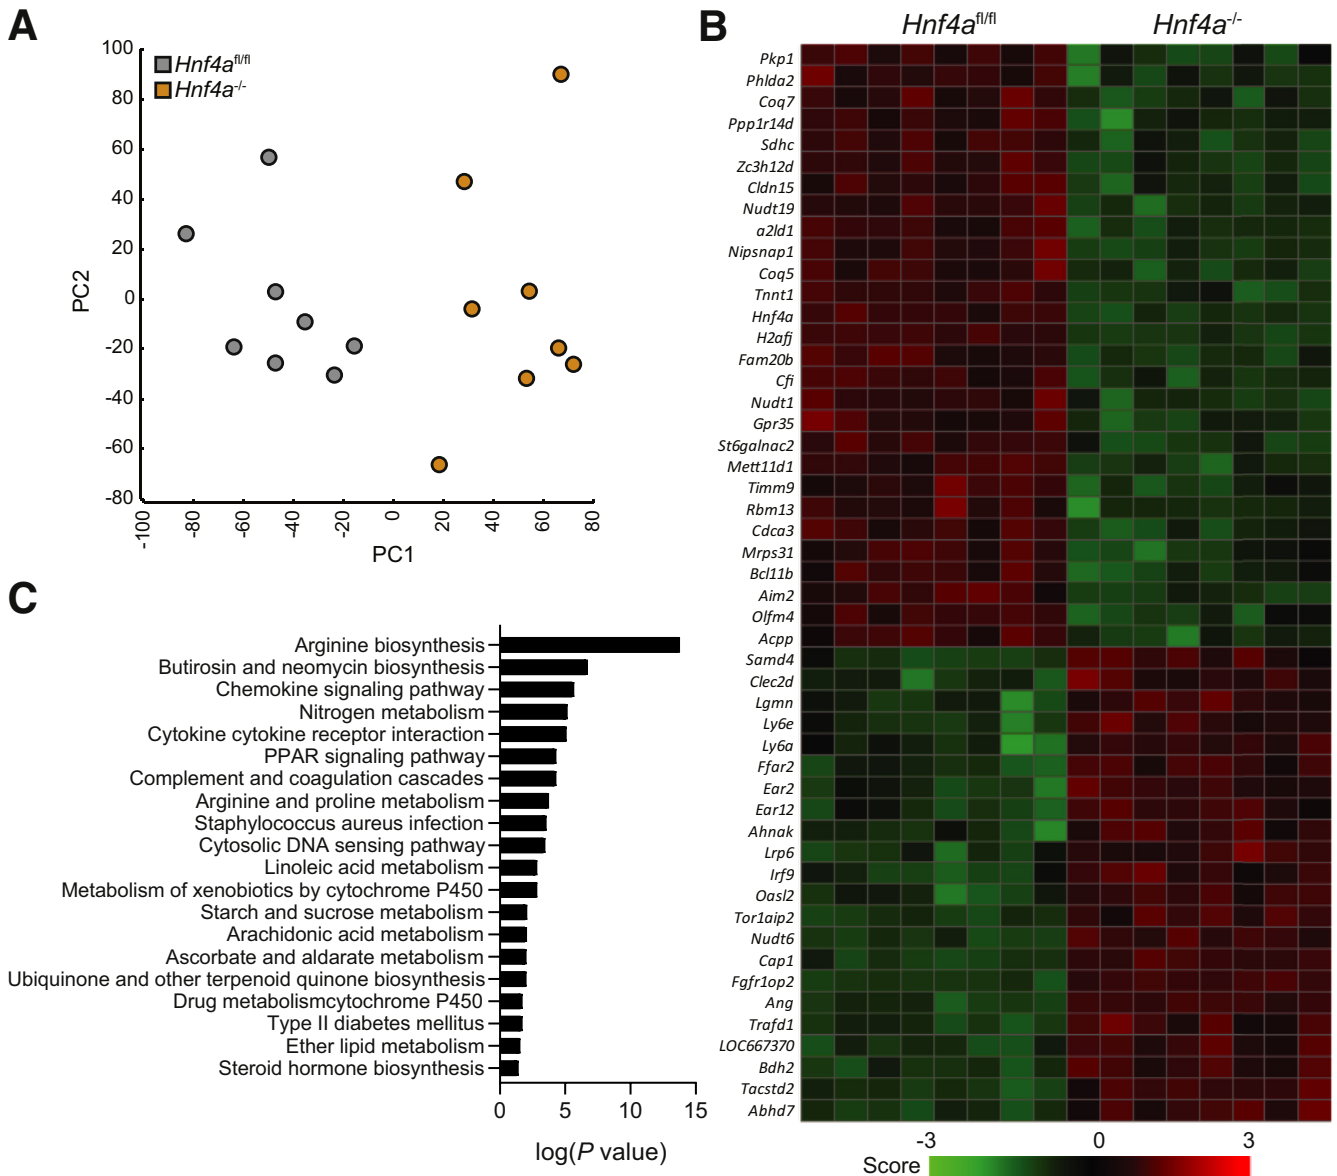 A
100
80
60
40
20
0
-20
-40
-60
-80
PC2
Hnf4a^fl/fl
Hnf4a^-/-
-100
-80
-60
-40
-20
0
20
40
60
80
PC1
B
Hnf4a^fl/fl Hnf4a^-/-
Pkp1
Phlda2
Coq7
Ppp1r14d
Sdhc
Zc3h12d
Cldn15
Nudt19
a2ld1
Nipsnap1
Coq5
Tnnt1
Hnf4a
H2afj
Fam20b
Cfi
Nudt1
Gpr35
St6galnac2
Mett11d1
Timm9
Rbm13
Cdca3
Mrps31
Bcl11b
Aim2
Olfm4
Acpp
Samd4
Clec2d
Lgmn
Ly6e
Ly6a
Ffar2
Ear2
Ear12
Ahnak
Lrp6
Irf9
Oasl2
Tor1aip2
Nudt6
Cap1
Fgfr1op2
Ang
Trafd1
LOC667370
Bdh2
Tacstd2
Abhd7
-3 0 3
Score
C
Arginine biosynthesis
Butirosin and neomycin biosynthesis
Chemokine signaling pathway
Nitrogen metabolism
Cytokine cytokine receptor interaction
PPAR signaling pathway
Complement and coagulation cascades
Arginine and proline metabolism
Staphylococcus aureus infection
Cytosolic DNA sensing pathway
Linoleic acid metabolism
Metabolism of xenobiotics by cytochrome P450
Starch and sucrose metabolism
Arachidonic acid metabolism
Ascorbate and aldarate metabolism
Ubiquinone and other terpenoid quinone biosynthesis
Drug metabolismcytochrome P450
Type II diabetes mellitus
Ether lipid metabolism
Steroid hormone biosynthesis
0 5 10 15
log(P value)